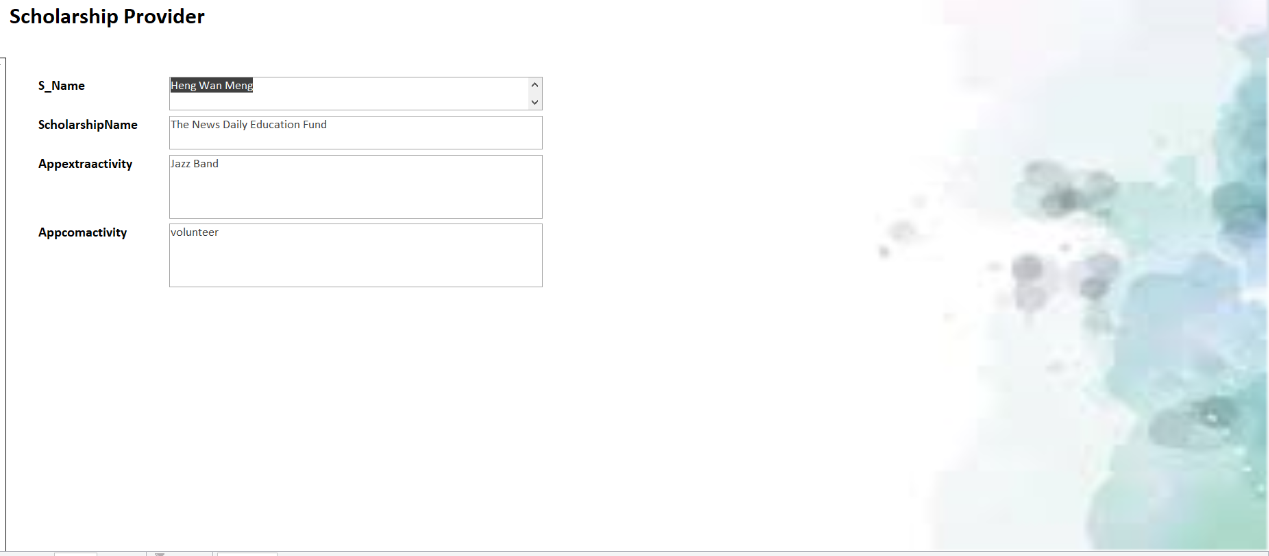 Scholarship Provider
S_Name
Heng Wan Meng
ScholarshipName
The News Daily Education Fund
Appextraactivity
Jazz Band
Appcomactivity
volunteer